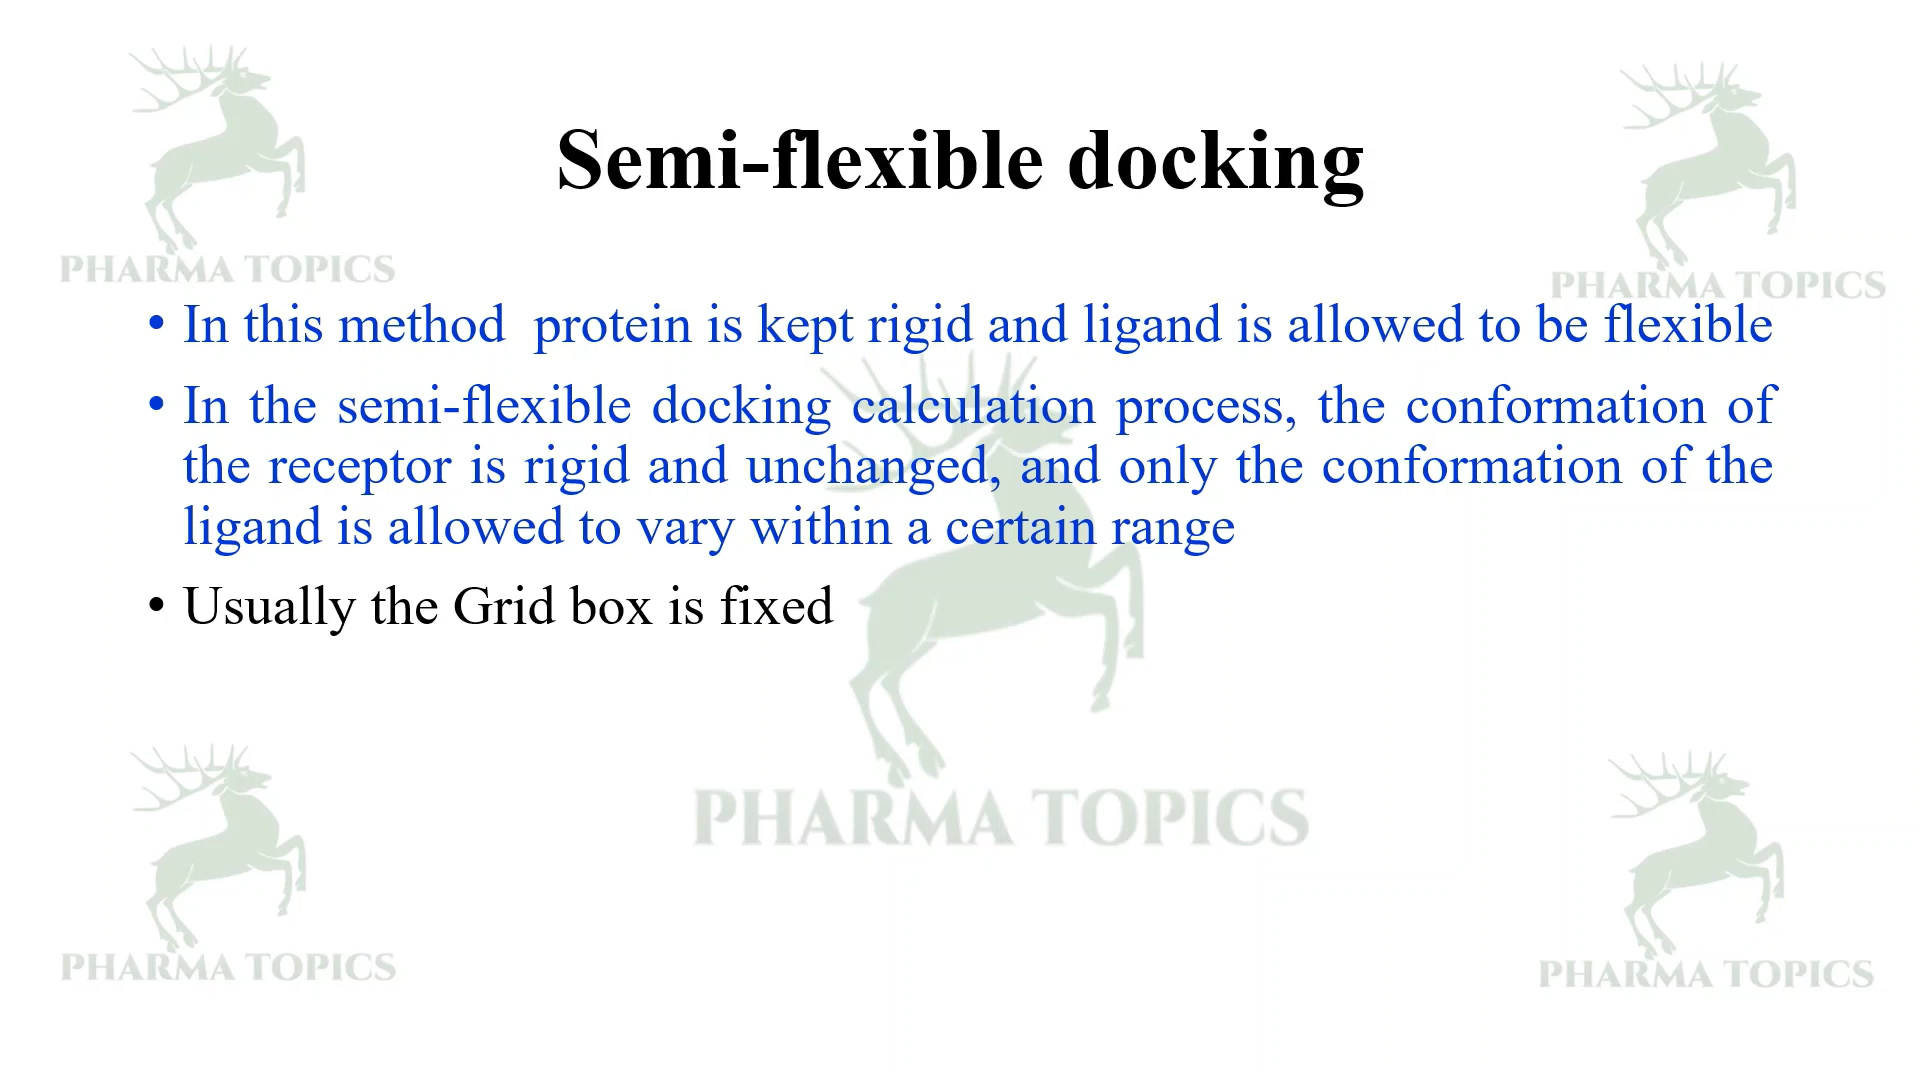 Semi-flexible docking
PHARMA TOPICS
PHARMA TOPICS
• In this method  protein is kept rigid and ligand is allowed to be flexible
• In the semi-flexible docking calculation process, the conformation of
the receptor is rigid and unchanged, and only the conformation of the
ligand is allowed to vary within a certain range
• Usually the Grid box is fixed
PHARMA TOPICS
PHARMA TOPICS
PHARMA TOPICS